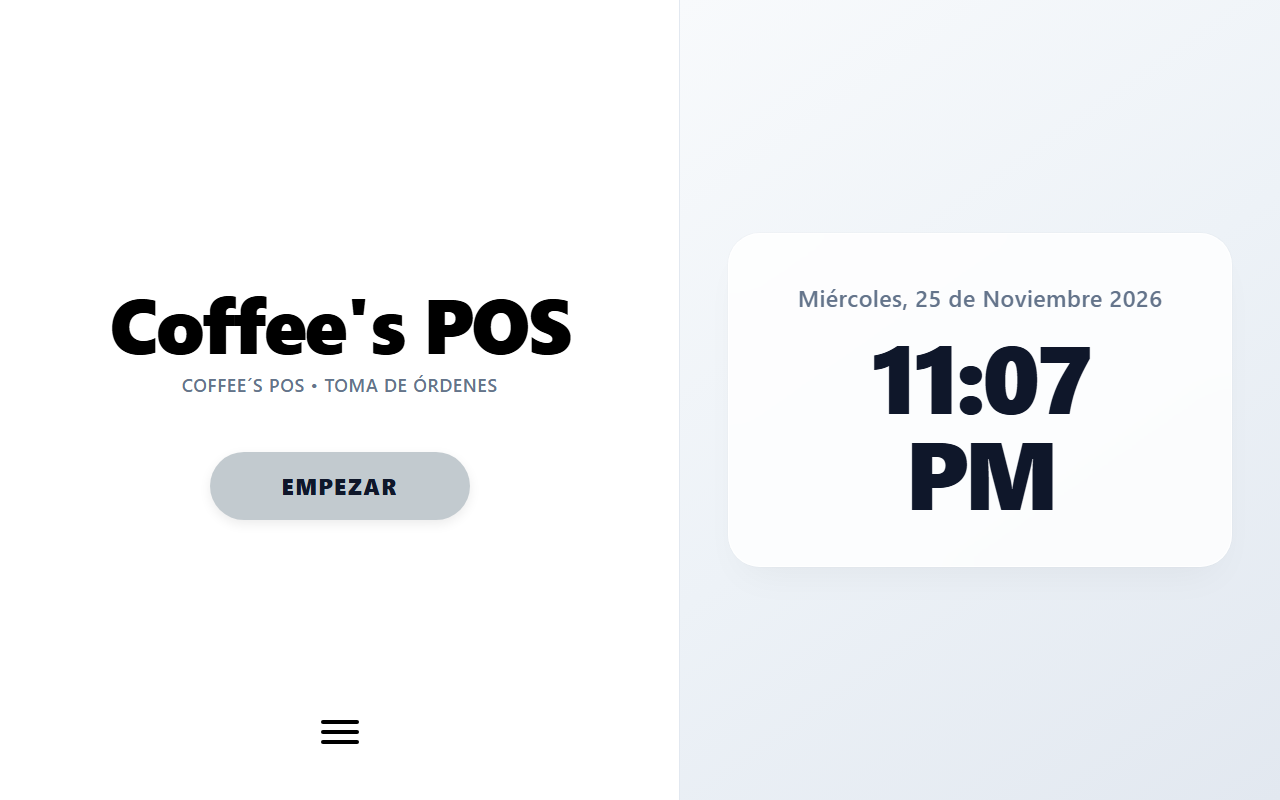 Coffee's POS
COFFEE´S POS • TOMA DE ÓRDENES
EMPEZAR
Miércoles, 25 de Noviembre 2026
11:07
PM